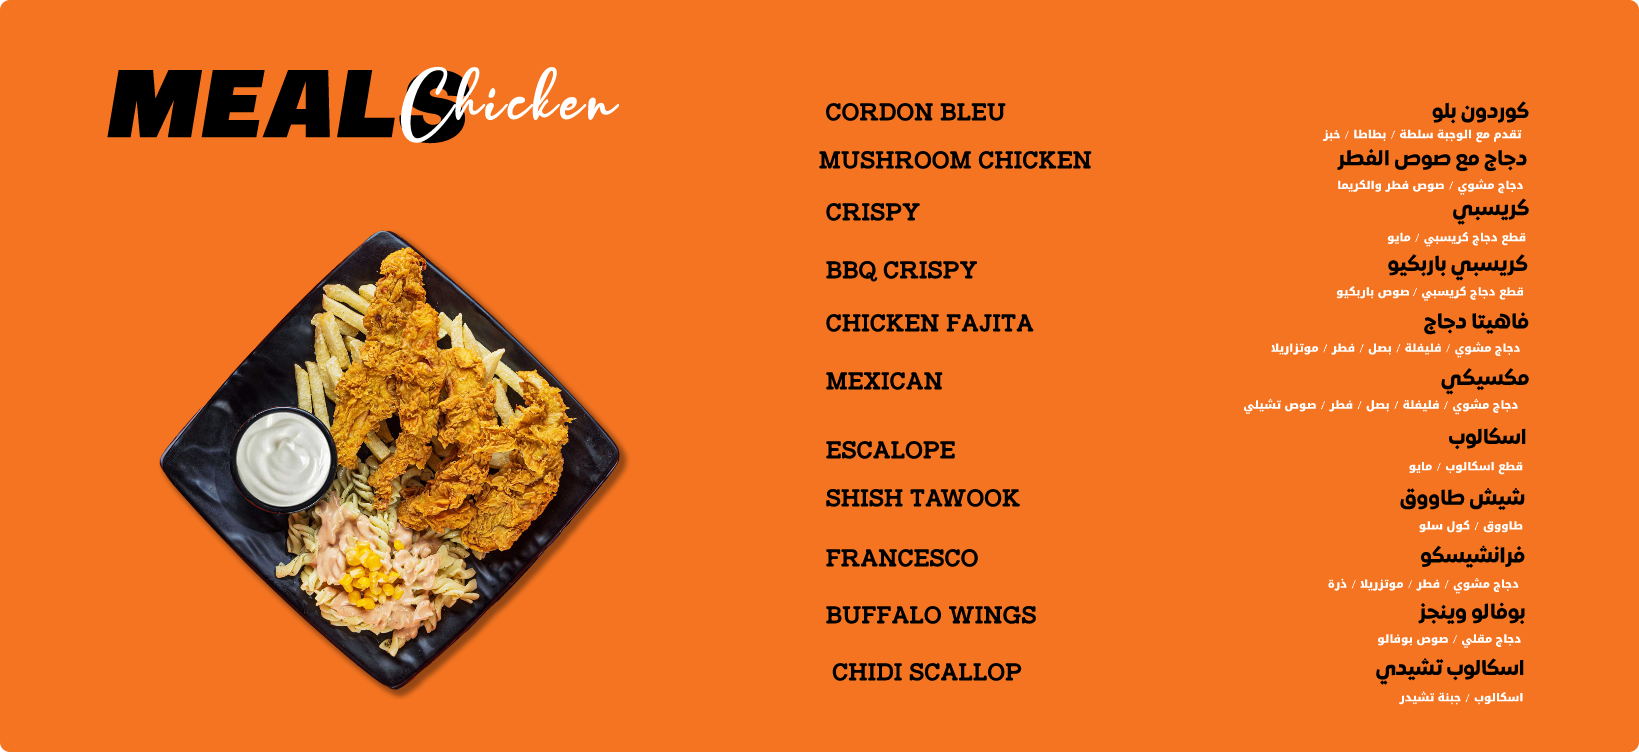 MEALS Chicken
CORDON BLEU
كوردون بلو
تقدم مع الوجبة سلطة / بطاطا / خبز
MUSHROOM CHICKEN
دجاج مع صوص الفطر
دجاج مشوي / صوص فطر والكريما
CRISPY
كريسبي
قطع دجاج كريسبي / مايو
BBQ CRISPY
كريسبي باربكيو
قطع دجاج كريسبي / صوص باربكيو
CHICKEN FAJITA
فاهيتا دجاج
دجاج مشوي / فليفلة / بصل / فطر / موتزاريلا
MEXICAN
مكسيكي
دجاج مشوي / فليفلة / بصل / فطر / صوص تشيلي
ESCALOPE
اسكالوب
قطع اسكالوب / مايو
SHISH TAWOOK
شيش طاووق
طاووق / كول سلو
FRANCESCO
فرانشيسكو
دجاج مشوي / فطر / موتزريلا / ذرة
BUFFALO WINGS
بوفالو وينجز
دجاج مقلي / صوص بوفالو
CHIDI SCALLOP
اسكالوب تشيدي
اسكالوب / جبنة تشيدر